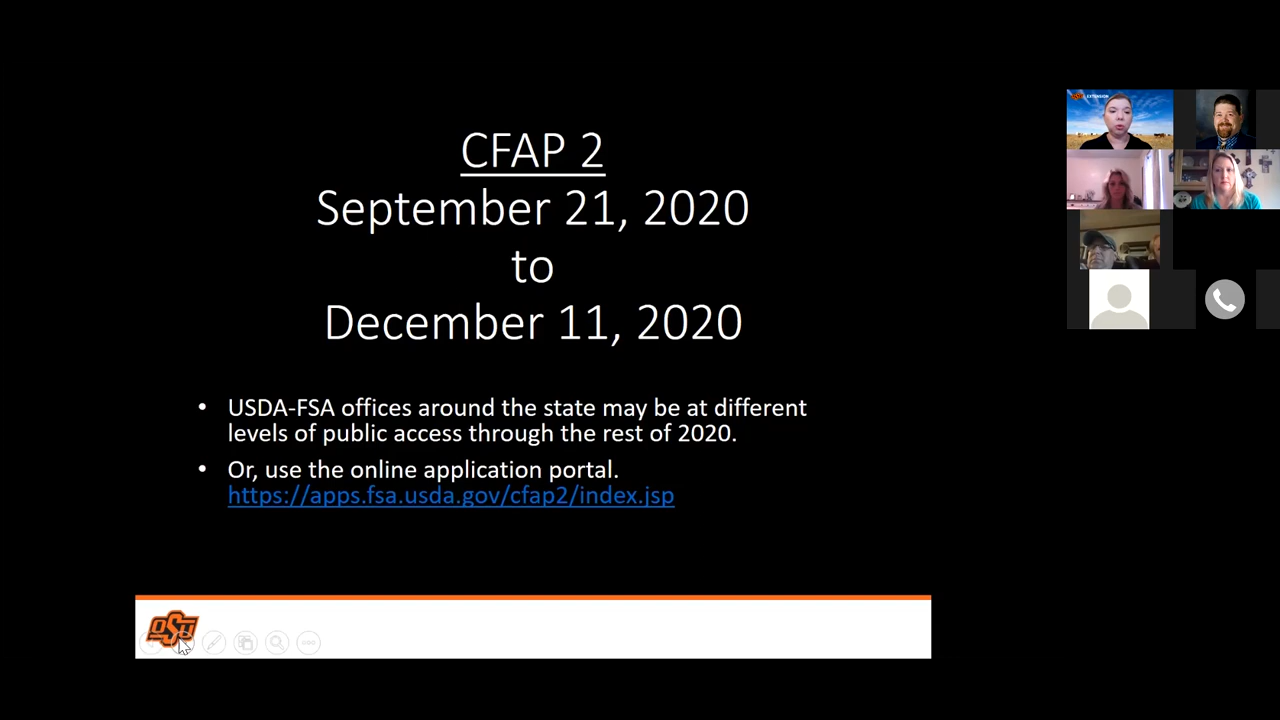 CFAP 2
September 21, 2020
to
December 11, 2020
• USDA-FSA offices around the state may be at different
levels of public access through the rest of 2020.
• Or, use the online application portal.
https://apps.fsa.usda.gov/cfap2/index.jsp
OSU
OSU EXTENSION